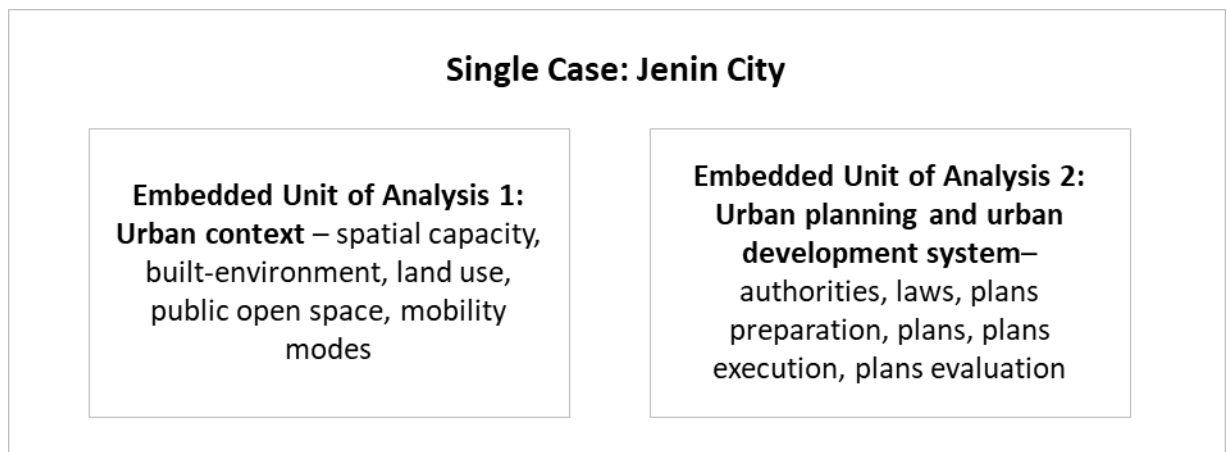 Single Case: Jenin City
Embedded Unit of Analysis 1:
Urban context – spatial capacity,
built-environment, land use,
public open space, mobility
modes
Embedded Unit of Analysis 2:
Urban planning and urban
development system–
authorities, laws, plans
preparation, plans, plans
execution, plans evaluation